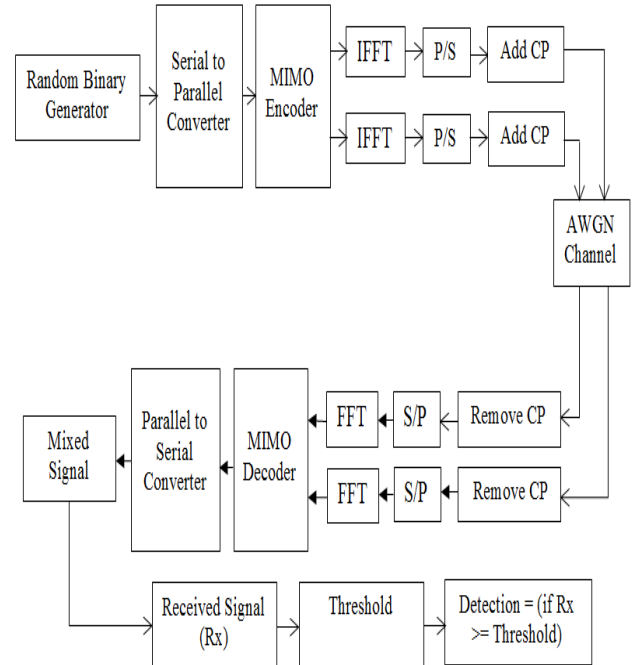 Random Binary
Generator
Serial to
Parallel
Converter
MIMO
Encoder
IFFT
P/S
Add CP
IFFT
P/S
Add CP
AWGN
Channel
Remove CP
S/P
FFT
Remove CP
S/P
FFT
MIMO
Decoder
Parallel to
Serial
Converter
Mixed
Signal
Received Signal
(Rx)
Threshold
Detection = (if Rx
>= Threshold)